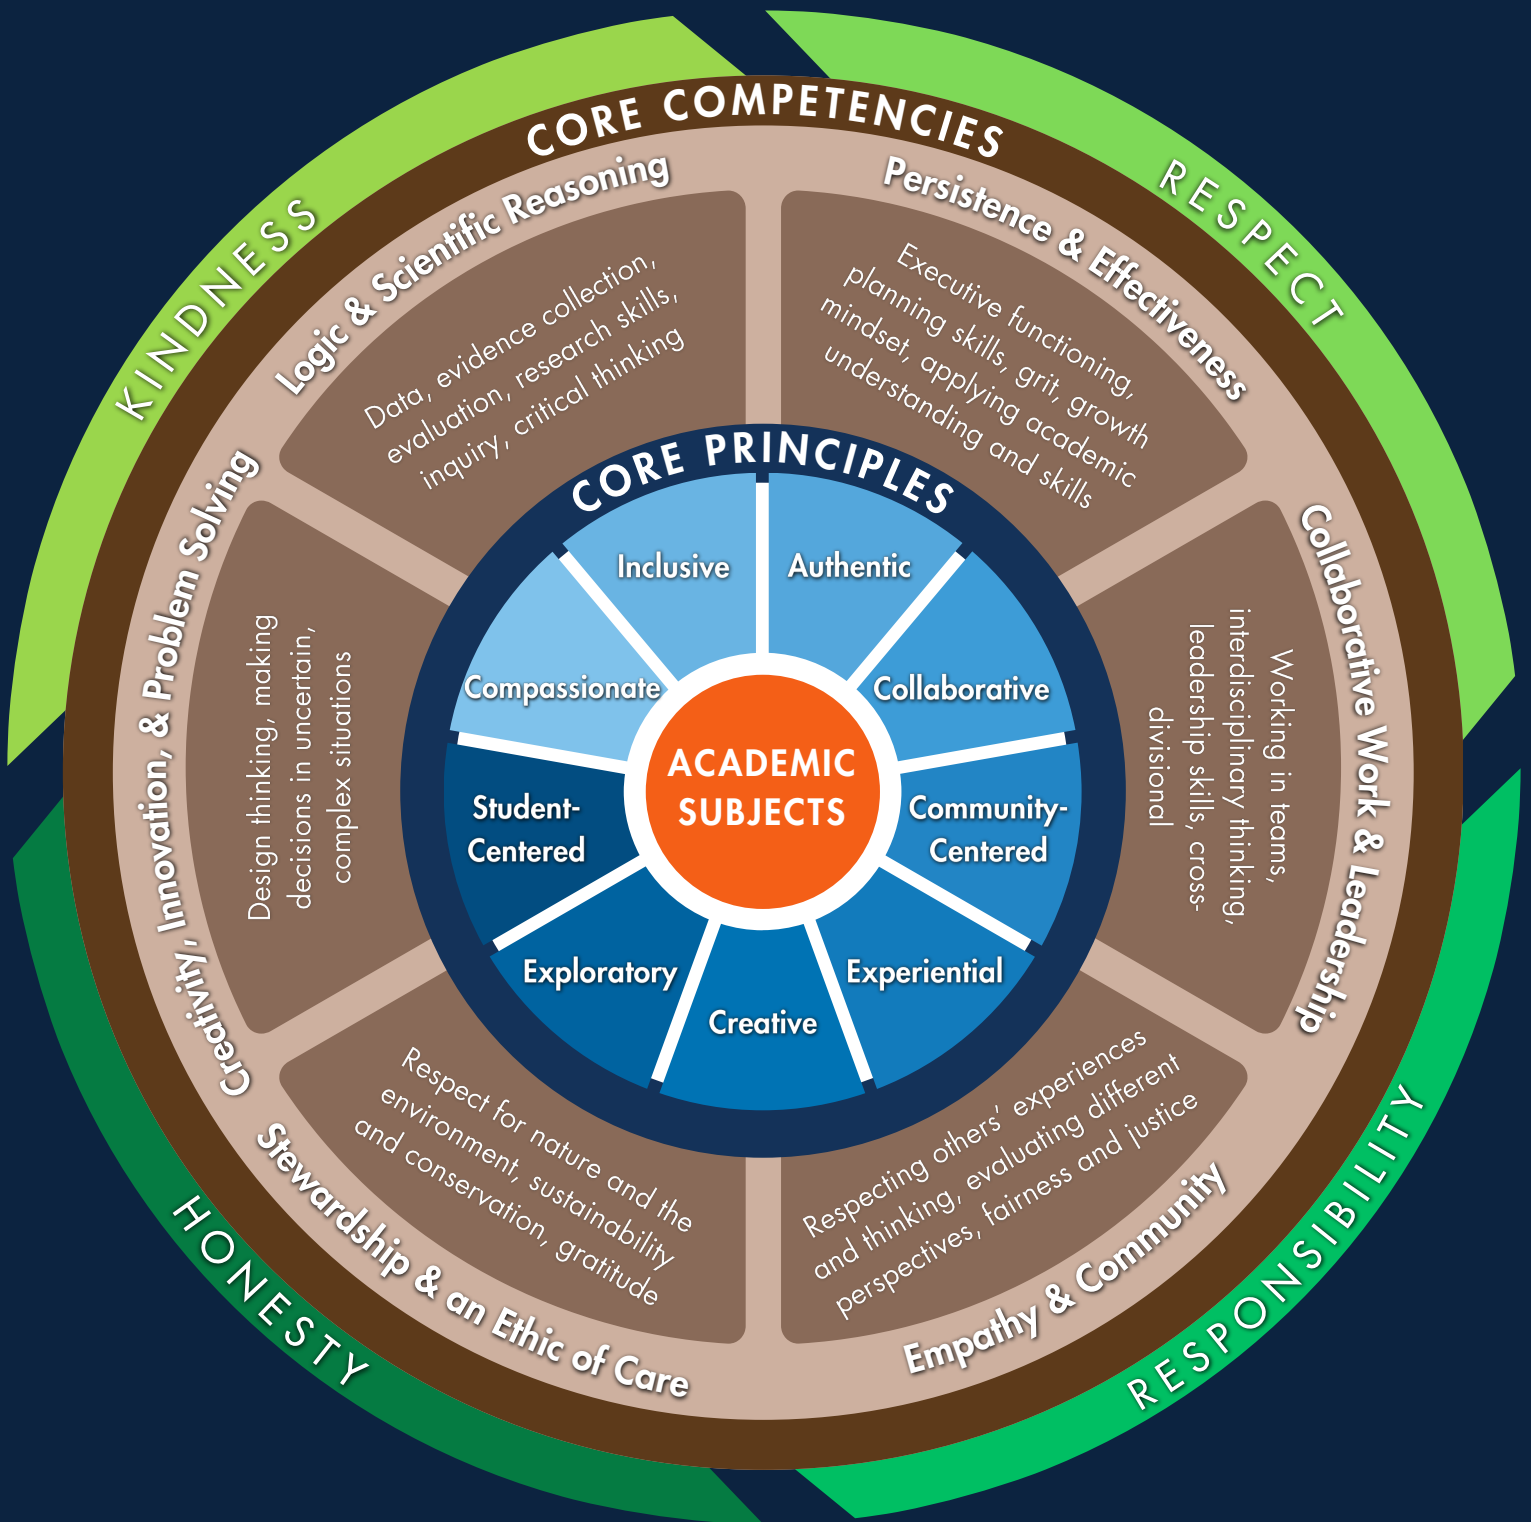 KINDNESS
RESPECT
CORE COMPETENCIES
Logic & Scientific Reasoning
Data, evidence collection,
evaluation, research skills,
inquiry, critical thinking
Persistence & Effectiveness
Executive functioning,
planning skills, grit, growth
mindset, applying academic
understanding and skills
Collaborative Work & Leadership
Working in teams,
interdisciplinary thinking,
leadership skills, cross-
divisional
Empathy & Community
Respecting others’ experiences
and thinking, evaluating different
perspectives, fairness and justice
Stewardship & an Ethic of Care
Respect for nature and the
environment, sustainability
and conservation, gratitude
Creativity, Innovation, & Problem Solving
Design thinking, making
decisions in uncertain,
complex situations
CORE PRINCIPLES
Inclusive
Authentic
Collaborative
Community-
Centered
Experiential
Creative
Exploratory
Student-
Centered
Compassionate
ACADEMIC
SUBJECTS
RESPONSIBILITY
HONESTY